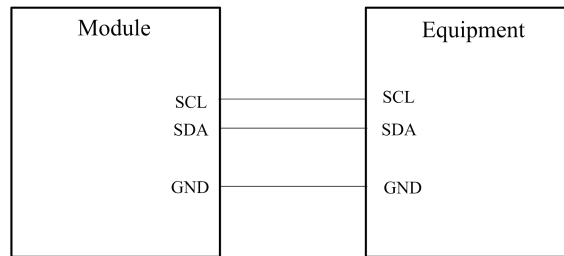 Module
Equipment
SCL
SCL
SDA
SDA
GND
GND